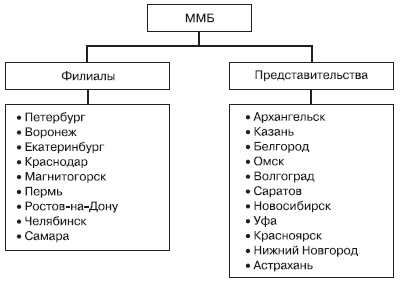 ММБ
Филиалы
• Петербург
• Воронеж
• Екатеринбург
• Краснодар
• Магнитогорск
• Пермь
• Ростов-на-Дону
• Челябинск
• Самара
Представительства
• Архангельск
• Казань
• Белгород
• Омск
• Волгоград
• Саратов
• Новосибирск
• Уфа
• Красноярск
• Нижний Новгород
• Астрахань